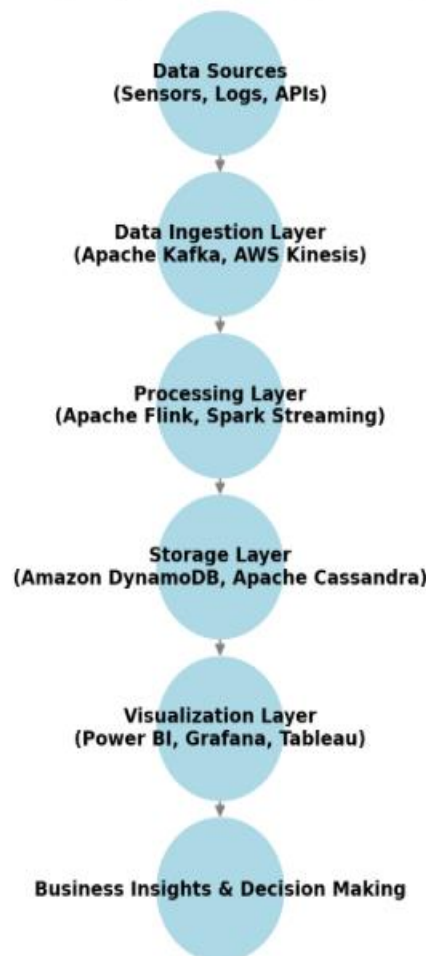 Data Sources
(Sensors, Logs, APIs)
Data Ingestion Layer
(Apache Kafka, AWS Kinesis)
Processing Layer
(Apache Flink, Spark Streaming)
Storage Layer
(Amazon DynamoDB, Apache Cassandra)
Visualization Layer
(Power BI, Grafana, Tableau)
Business Insights & Decision Making